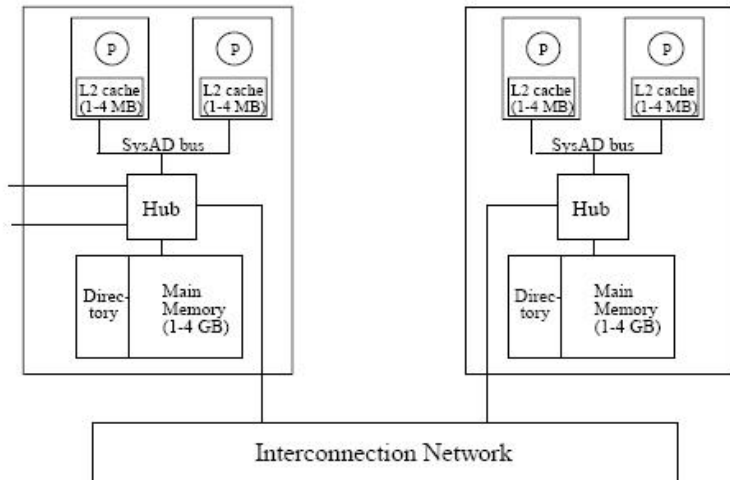 P
P
L2 cache
(1-4 MB)
L2 cache
(1-4 MB)
SysAD bus
Hub
Direc-
tory
Main
Memory
(1-4 GB)
P
P
L2 cache
(1-4 MB)
L2 cache
(1-4 MB)
SysAD bus
Hub
Direc-
tory
Main
Memory
(1-4 GB)
Interconnection Network